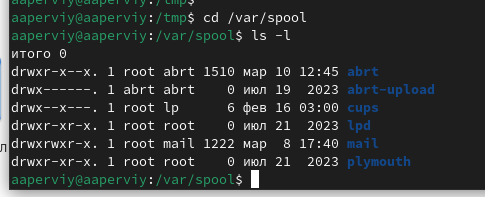 aaperviy@aaperviy:/tmp$
aaperviy@aaperviy:/tmp$ cd /var/spool
aaperviy@aaperviy:/var/spool$ ls -l
итого 0
drwxr-x--x. 1 root abrt 1510 мар 10 12:45 abrt
drwx------. 1 abrt abrt    0 июл 19  2023 abrt-upload
drwx--x---. 1 root lp      6 фев 16 03:00 cups
drwxr-xr-x. 1 root root    0 июл 21  2023 lpd
drwxrwxr-x. 1 root mail 1222 мар  8 17:40 mail
drwxr-xr-x. 1 root root    0 июл 21  2023 plymouth
aaperviy@aaperviy:/var/spool$